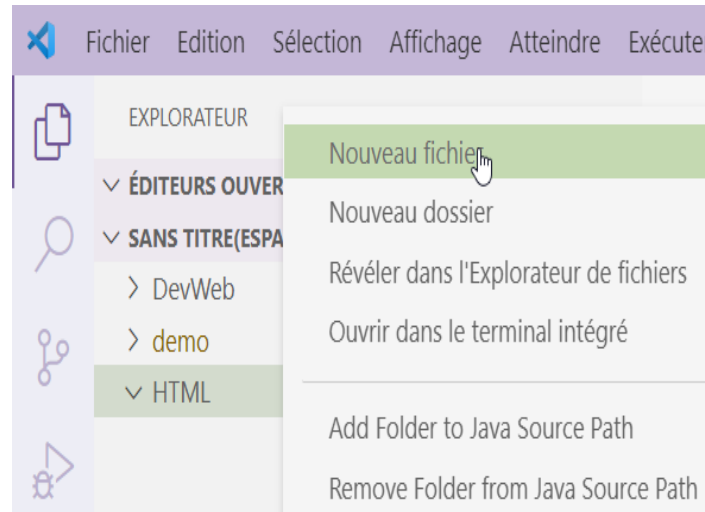 Fichier Edition Sélection Affichage Atteindre Exécute
EXPLORATEUR
ÉDITEURS OUVER
SANS TITRE(ESPA
DevWeb
demo
HTML
Nouveau fichier
Nouveau dossier
Révéler dans l'Explorateur de fichiers
Ouvrir dans le terminal intégré
Add Folder to Java Source Path
Remove Folder from Java Source Path